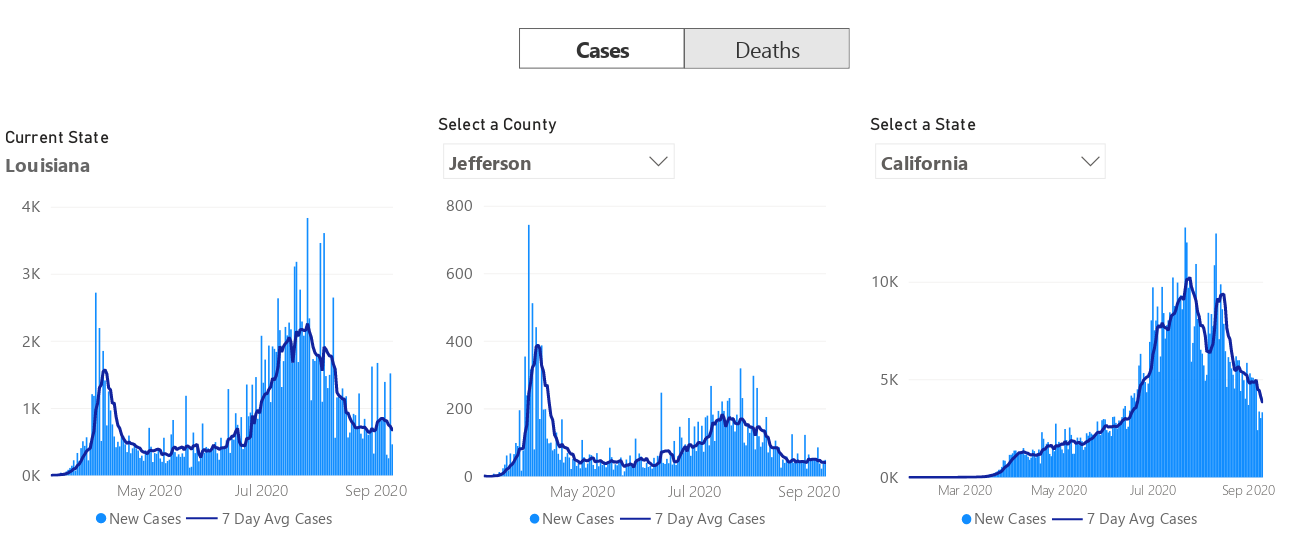 Cases Deaths
Current State
Louisiana
4K
3K
2K
1K
0K
May 2020 Jul 2020 Sep 2020
New Cases 7 Day Avg Cases
Select a County
Jefferson
800
600
400
200
0
May 2020 Jul 2020 Sep 2020
New Cases 7 Day Avg Cases
Select a State
California
10K
5K
0K
Mar 2020 May 2020 Jul 2020 Sep 2020
New Cases 7 Day Avg Cases